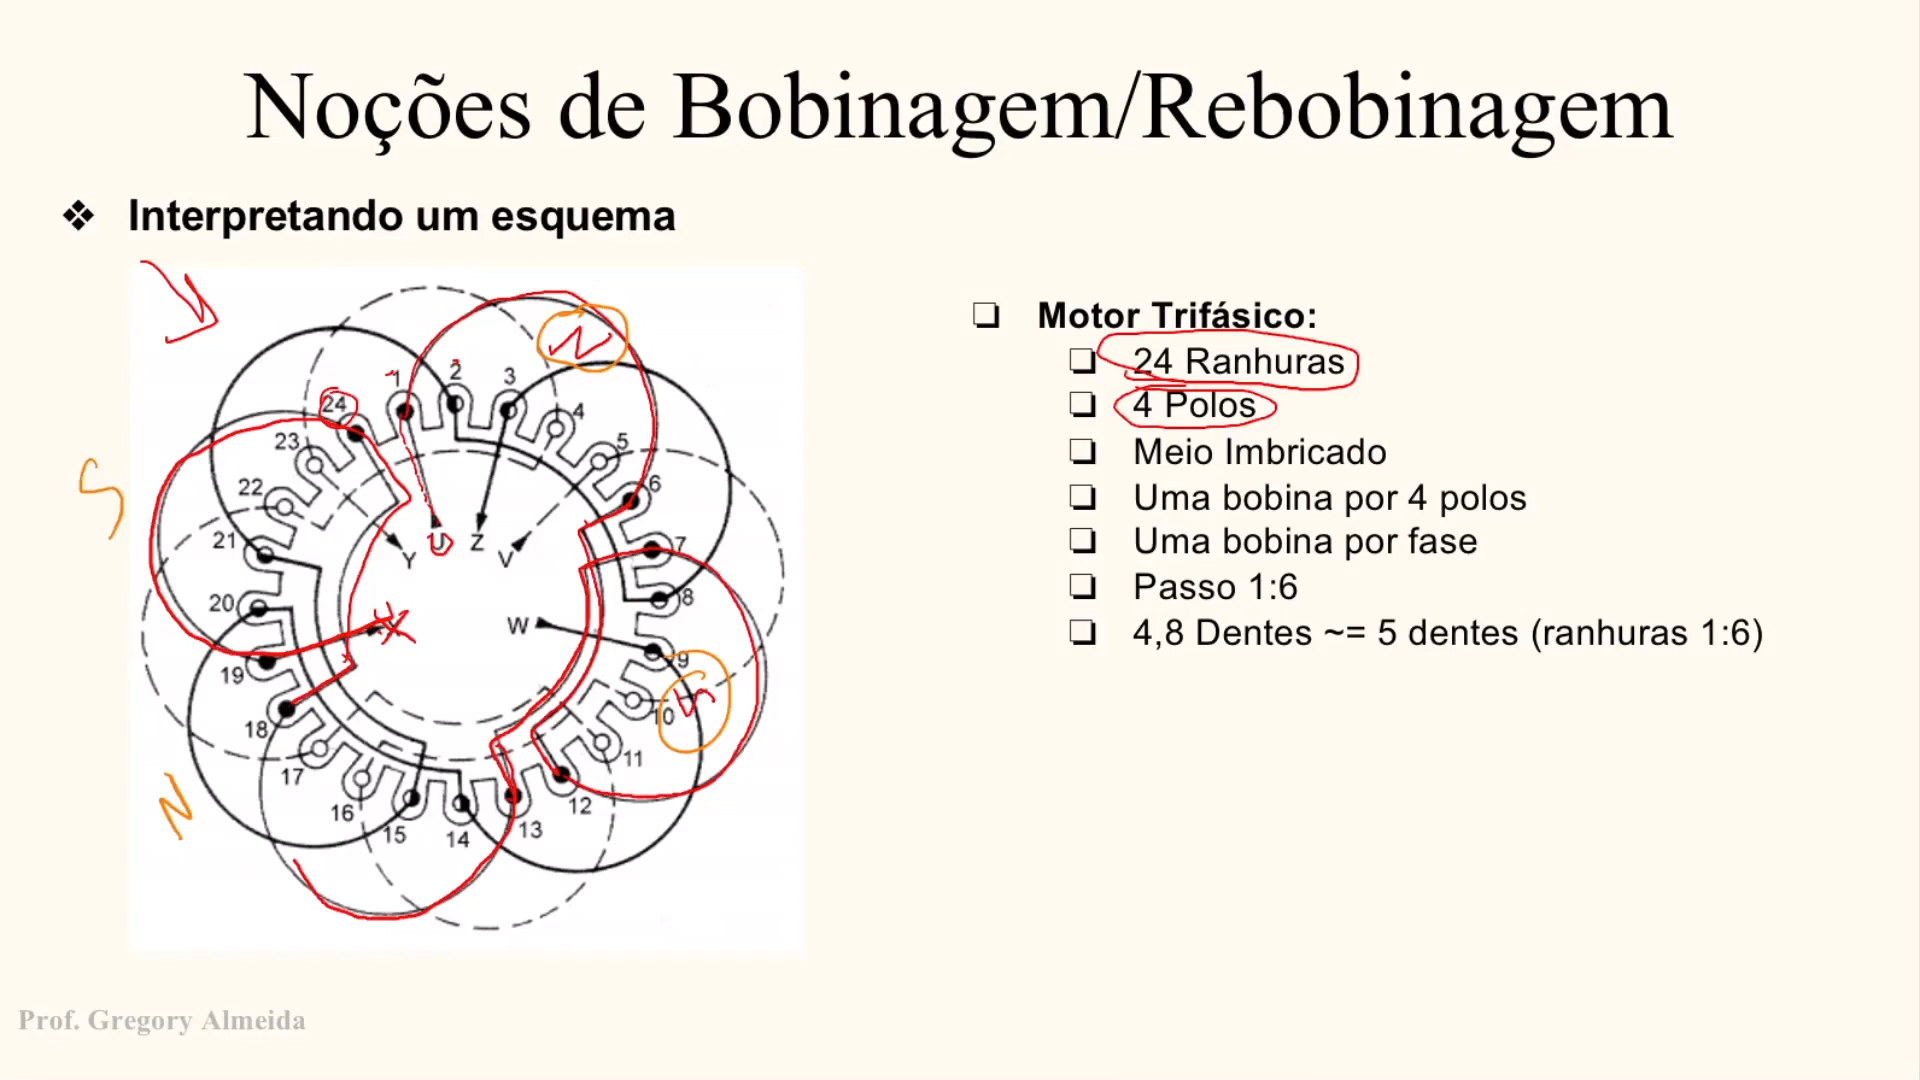 Noções de Bobinagem/Rebobinagem
❖ Interpretando um esquema
❏ Motor Trifásico:
❏ 24 Ranhuras
❏ 4 Polos
❏ Meio Imbricado
❏ Uma bobina por 4 polos
❏ Uma bobina por fase
❏ Passo 1:6
❏ 4,8 Dentes ~= 5 dentes (ranhuras 1:6)
N
1
2
3
4
5
6
7
8
9
10
11
12
13
14
15
16
17
18
19
20
21
22
23
24
Y
U
Z
V
W
X
S
S
N
Prof. Gregory Almeida